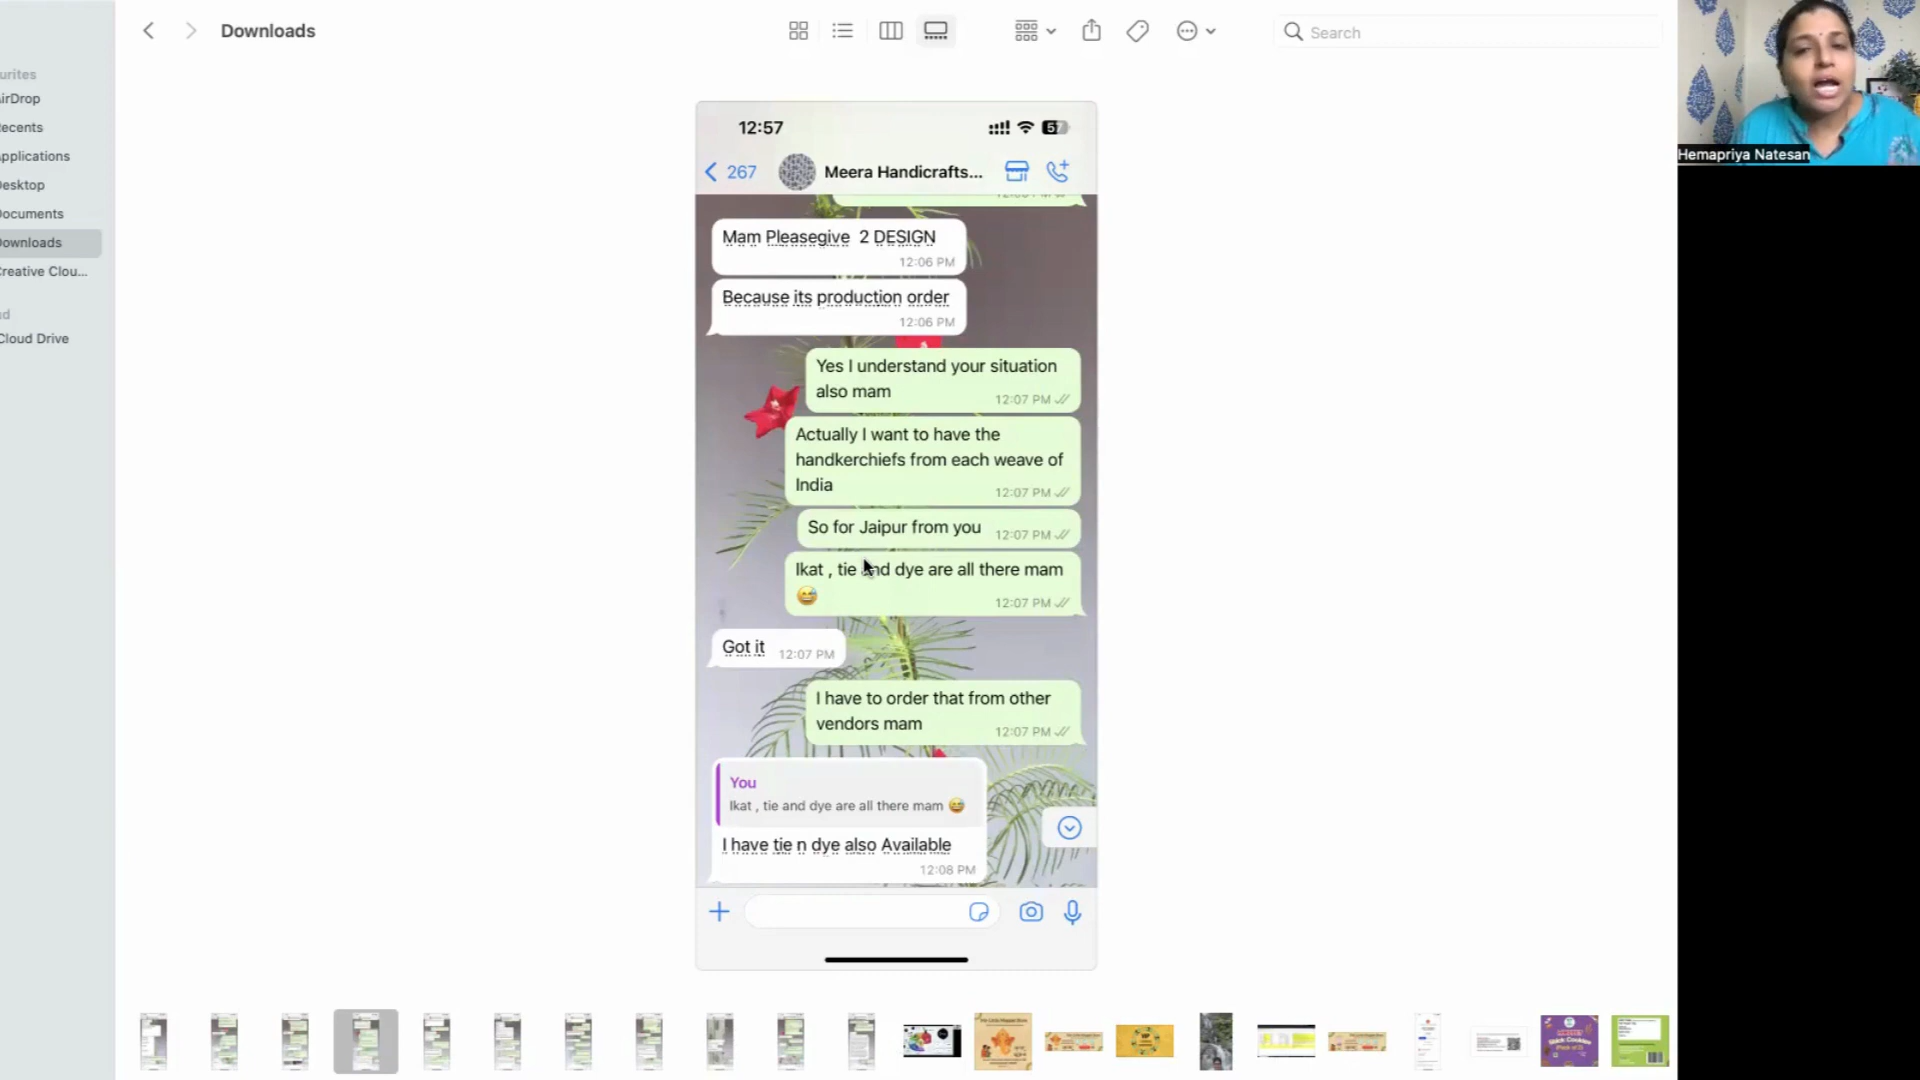 Downloads
Search
urites
irDrop
ecents
pplications
esktop
ocuments
ownloads
reative Clou...
d
Cloud Drive
12:57
57
267
Meera Handicrafts...
Mam Pleasegive 2 DESIGN
12:06 PM
Because its production order
12:06 PM
Yes I understand your situation
also mam
12:07 PM
Actually I want to have the
handkerchiefs from each weave of
India
12:07 PM
So for Jaipur from you
12:07 PM
Ikat , tie and dye are all there mam
😅
12:07 PM
Got it
12:07 PM
I have to order that from other
vendors mam
12:07 PM
You
Ikat , tie and dye are all there mam 😅
I have tie n dye also Available
12:08 PM
Hemapriya Natesan